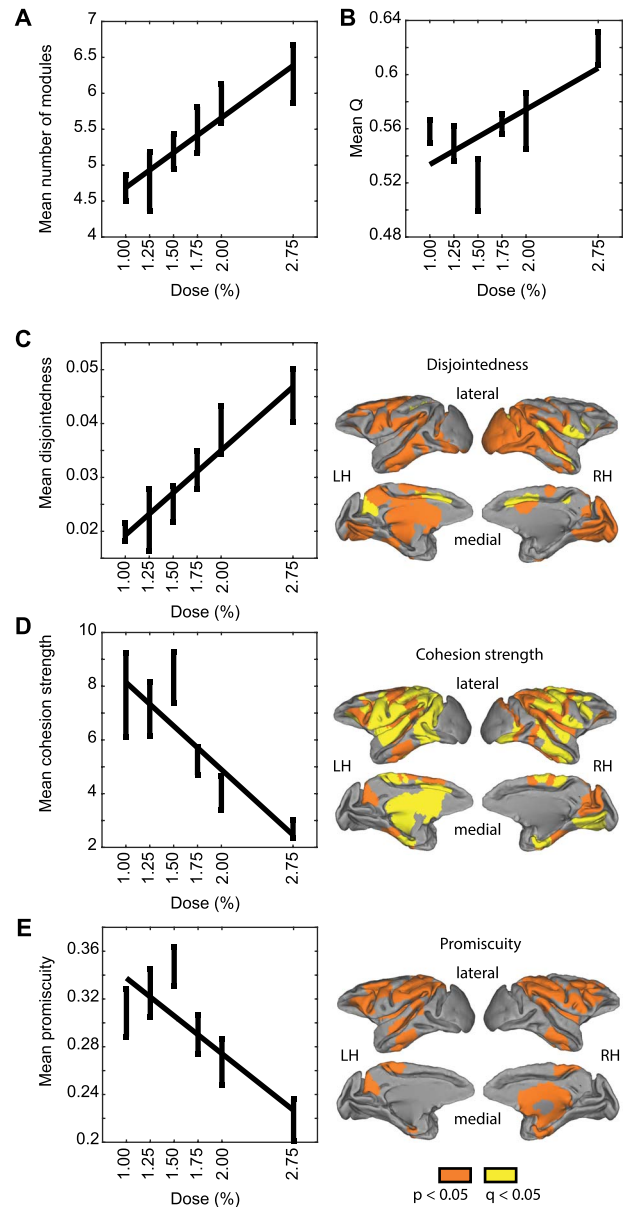 A
Mean number of modules
7
6.5
6
5.5
5
4.5
4
1.00
1.25
1.50
1.75
2.00
2.75
Dose (%)
B
Mean Q
0.64
0.6
0.56
0.52
0.48
1.00
1.25
1.50
1.75
2.00
2.75
Dose (%)
C
Mean disjointedness
0.05
0.04
0.03
0.02
1.00
1.25
1.50
1.75
2.00
2.75
Dose (%)
Disjointedness
lateral
LH
RH
medial
D
Mean cohesion strength
10
8
6
4
2
1.00
1.25
1.50
1.75
2.00
2.75
Dose (%)
Cohesion strength
lateral
LH
RH
medial
E
Mean promiscuity
0.36
0.32
0.28
0.24
0.2
1.00
1.25
1.50
1.75
2.00
2.75
Dose (%)
Promiscuity
lateral
LH
RH
medial
p < 0.05
q < 0.05